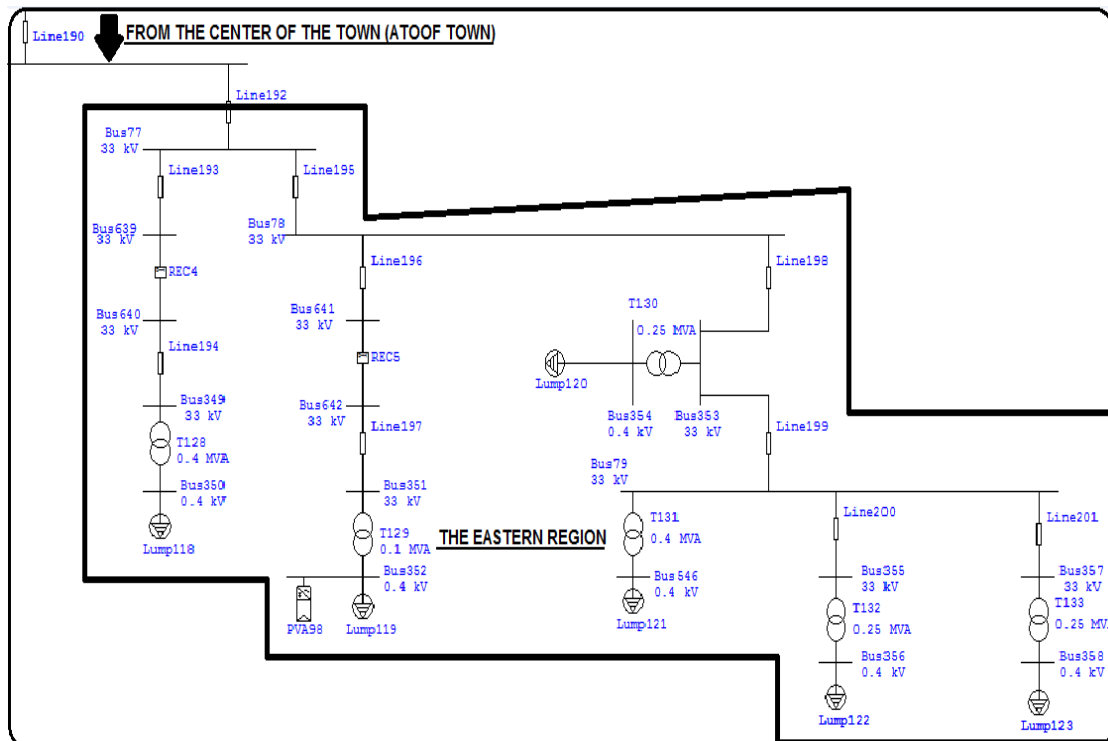 Line190
FROM THE CENTER OF THE TOWN (ATOOF TOWN)
Line192
Bus77
33 kV
Line193
Line195
Bus639
33 kV
Bus78
33 kV
REC4
Line196
Line198
Bus640
33 kV
Bus641
33 kV
T130
0.25 MVA
Line194
REC5
Lump120
Bus349
33 kV
Bus642
33 kV
Bus354
0.4 kV
Bus353
33 kV
Line197
Line199
T128
0.4 MVA
Bus79
33 kV
Bus350
0.4 kV
Bus351
33 kV
Lump118
T129
0.1 MVA
THE EASTERN REGION
T131
0.4 MVA
Line200
Line201
Bus352
0.4 kV
Bus546
0.4 kV
Bus355
33 kV
Bus357
33 kV
PVA98
Lump119
Lump121
T132
0.25 MVA
T133
0.25 MVA
Bus356
0.4 kV
Bus358
0.4 kV
Lump122
Lump123